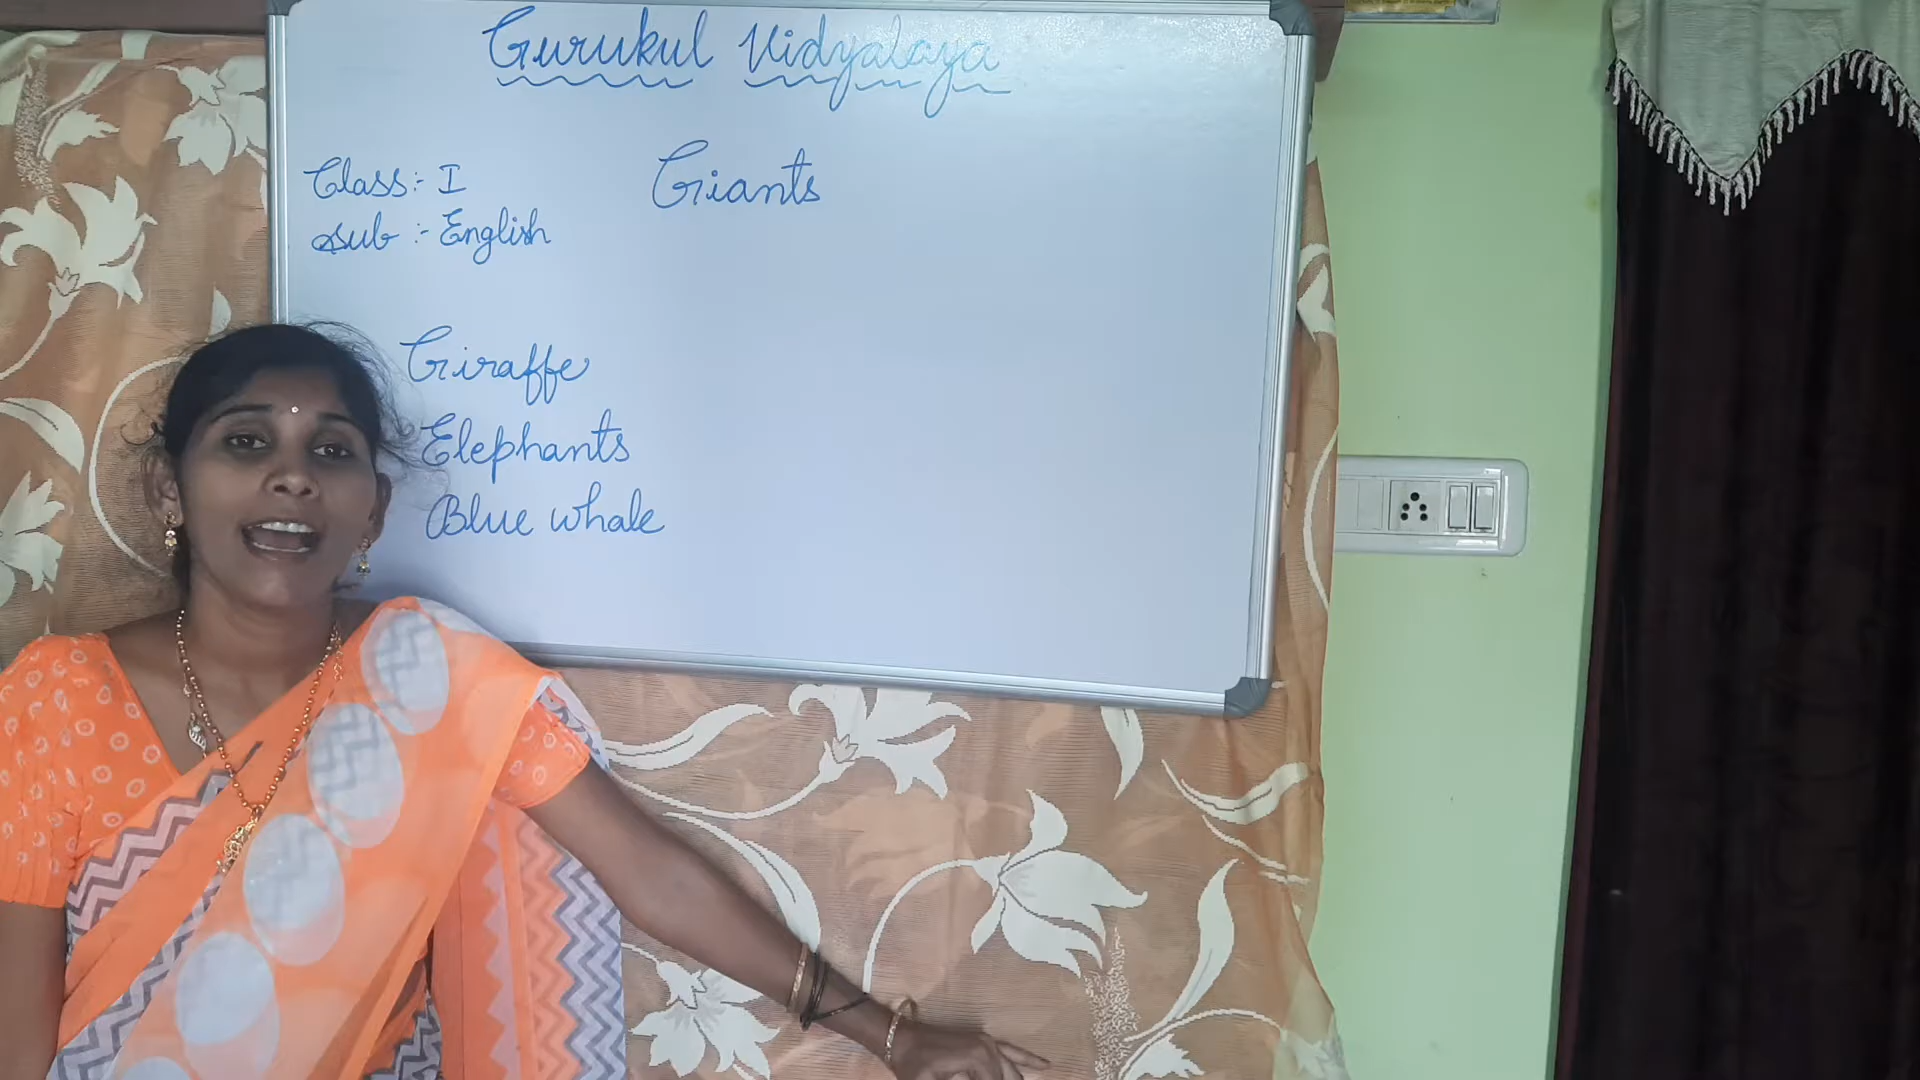 Gurukul Vidyalaya
Class:- I
Giants
Sub :- English
Giraffe
Elephants
Blue whale